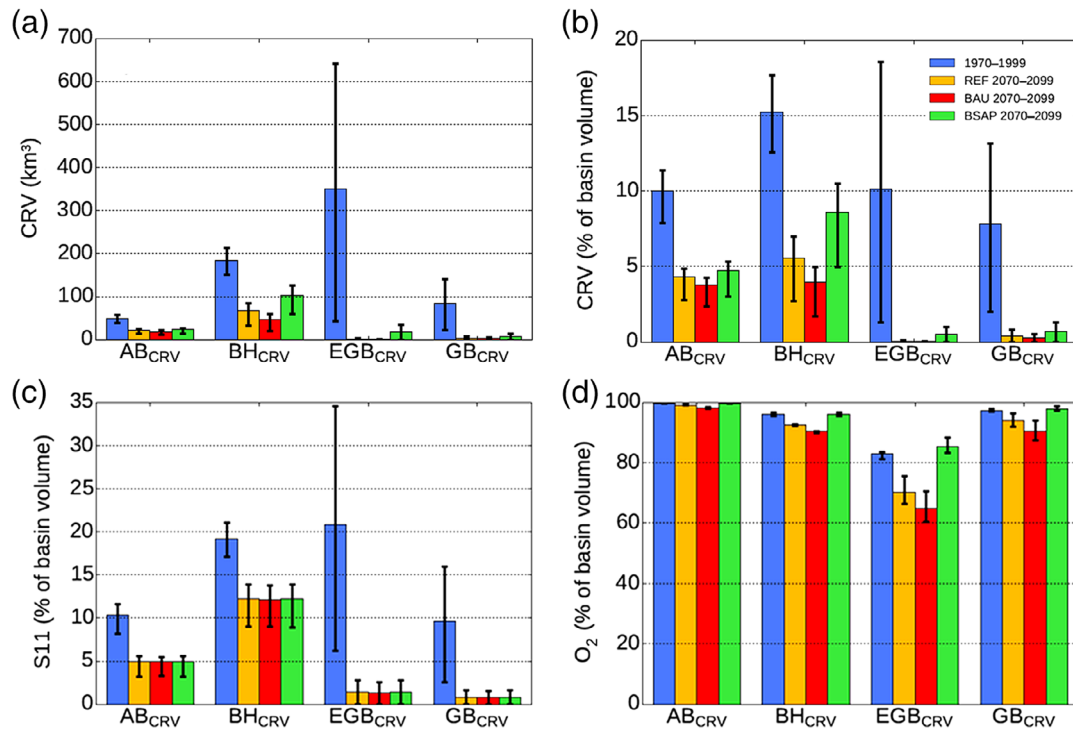 (a)
700
600
500
400
300
200
100
0
CRV (km³)
AB_CRV BH_CRV EGB_CRV GB_CRV
(b)
20
15
10
5
0
CRV (% of basin volume)
1970–1999
REF 2070–2099
BAU 2070–2099
BSAP 2070–2099
AB_CRV BH_CRV EGB_CRV GB_CRV
(c)
35
30
25
20
15
10
5
0
S11 (% of basin volume)
AB_CRV BH_CRV EGB_CRV GB_CRV
(d)
100
80
60
40
20
0
O₂ (% of basin volume)
AB_CRV BH_CRV EGB_CRV GB_CRV